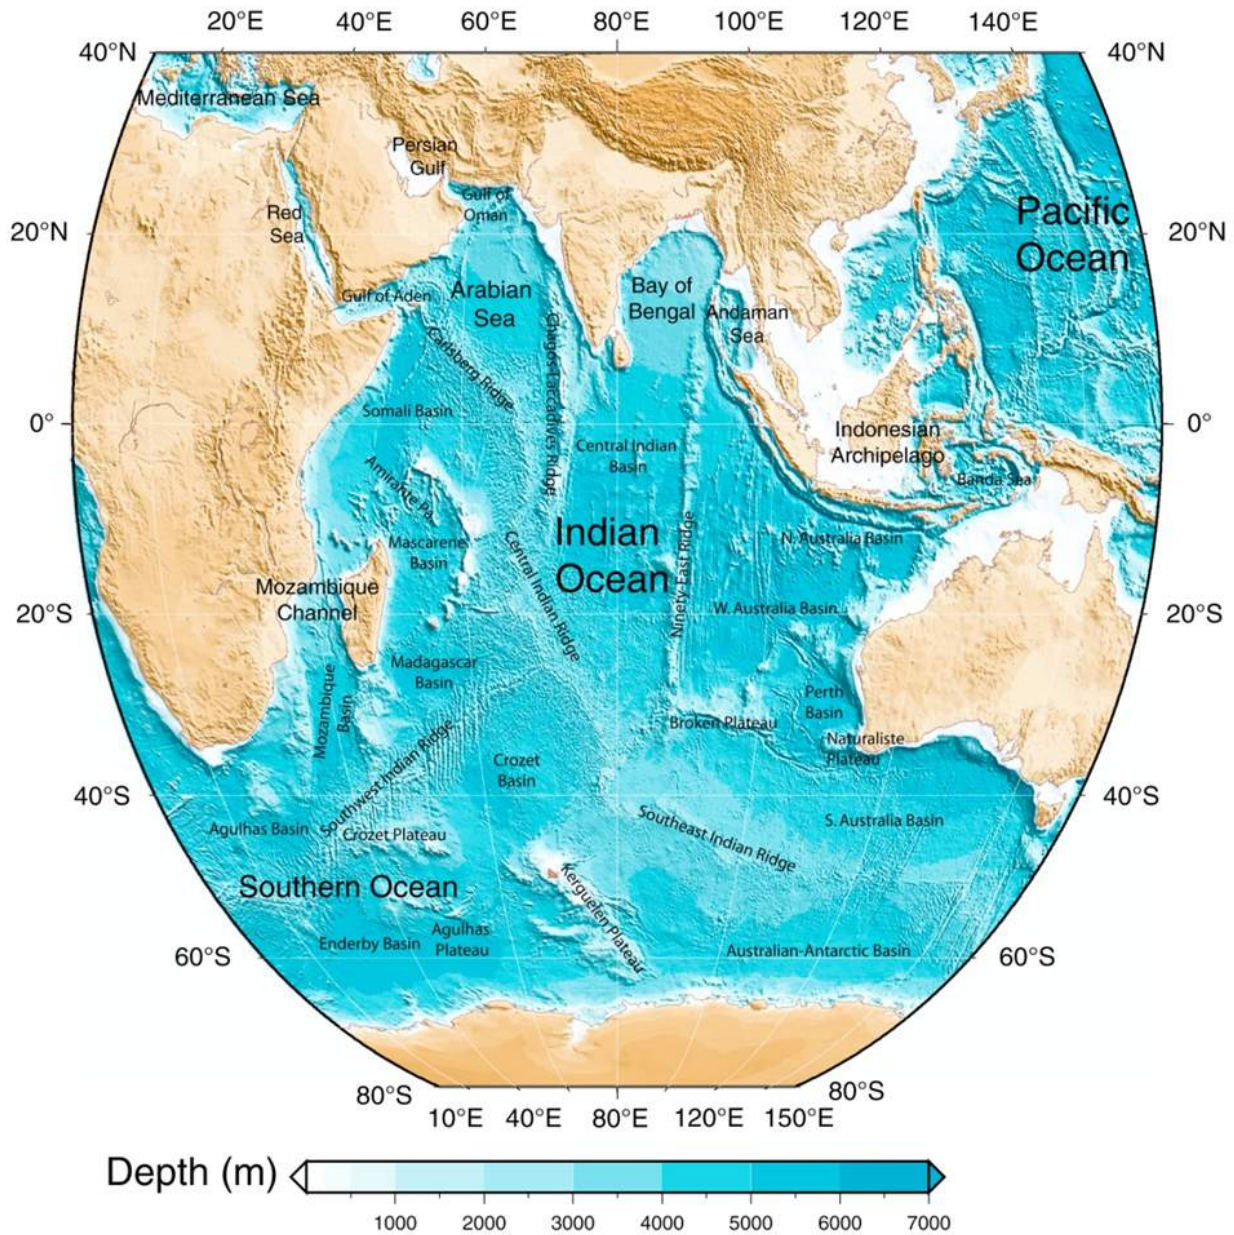 20°E 40°E 60°E 80°E 100°E 120°E 140°E
40°N 40°N
Mediterranean Sea
Persian
Gulf
Gulf of
Oman
Red
Sea
Pacific
Ocean
20°N 20°N
Gulf of Aden
Arabian
Sea
Bay of
Bengal
Andaman
Sea
Carlsberg Ridge
Chagos-Laccadives Ridge
Somali Basin
0° 0°
Central Indian
Basin
Indonesian
Archipelago
Banda Sea
Amirante Pa.
Mascarene
Basin
Central Indian Ridge
Indian
Ocean
Ninety-East Ridge
N. Australia Basin
Mozambique
Channel
W. Australia Basin
20°S 20°S
Madagascar
Basin
Mozambique
Basin
Perth
Basin
Broken Plateau
Naturaliste
Plateau
Southwest Indian Ridge
Crozet
Basin
40°S 40°S
Agulhas Basin
Crozet Plateau
Southeast Indian Ridge
S. Australia Basin
Southern Ocean
Kerguelen Plateau
Enderby Basin
Agulhas
Plateau
Australian-Antarctic Basin
60°S 60°S
80°S 80°S
10°E 40°E 80°E 120°E 150°E
Depth (m)
1000 2000 3000 4000 5000 6000 7000